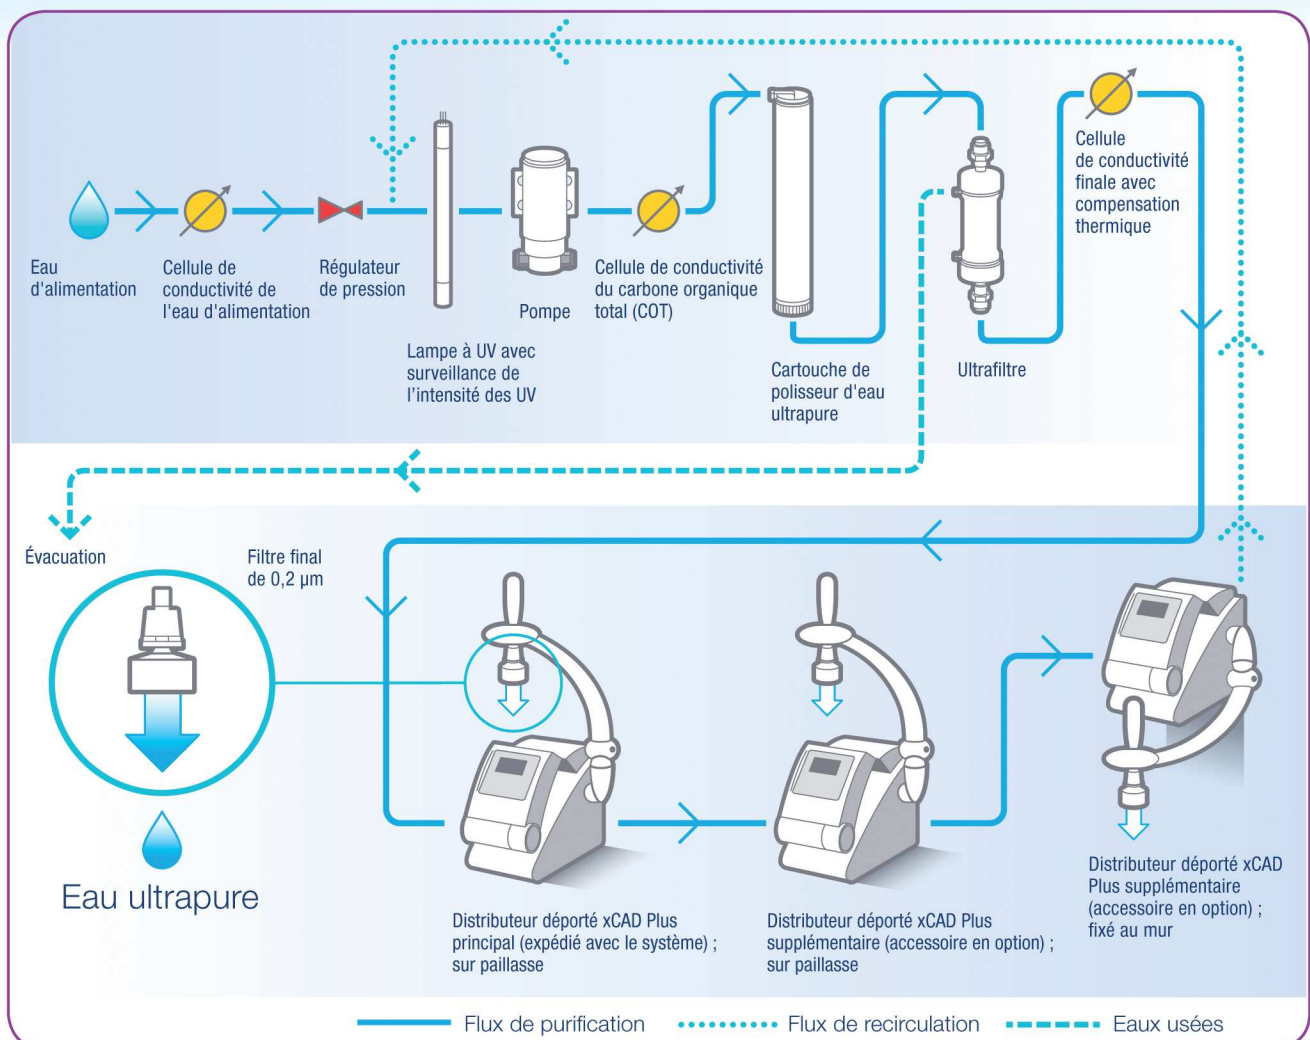 Eau
d'alimentation
Cellule de
conductivité de
l'eau d'alimentation
Régulateur
de pression
Lampe à UV avec
surveillance de
l’intensité des UV
Pompe
Cellule de conductivité
du carbone organique
total (COT)
Cartouche de
polisseur d'eau
ultrapure
Ultrafiltre
Cellule
de conductivité
finale avec
compensation
thermique
Évacuation
Filtre final
de 0,2 µm
Eau ultrapure
Distributeur déporté xCAD Plus
principal (expédié avec le système) ;
sur paillasse
Distributeur déporté xCAD Plus
supplémentaire (accessoire en option) ;
sur paillasse
Distributeur déporté xCAD
Plus supplémentaire
(accessoire en option) ;
fixé au mur
Flux de purification
Flux de recirculation
Eaux usées